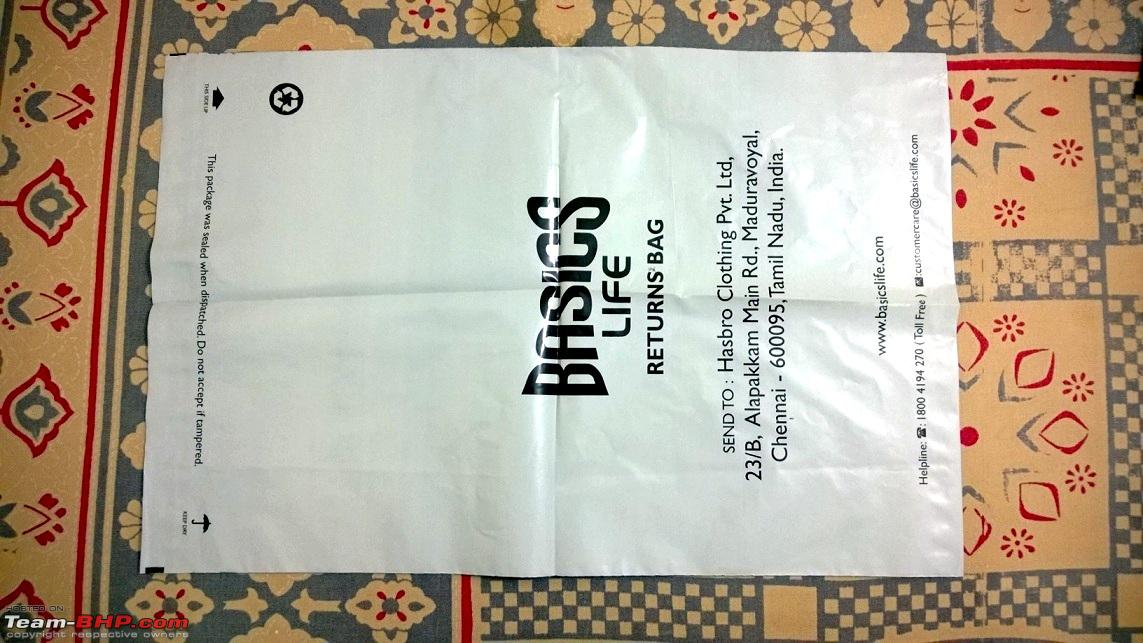 BASICS
LIFE
RETURNS BAG
SEND TO : Hasbro Clothing Pvt. Ltd,
23/B, Alapakkam Main Rd., Maduravoyal,
Chennai - 600095, Tamil Nadu, India.
www.basicslife.com
Helpline: ☎: 1800 4194 270 ( Toll Free ) ✉:customercare@basicslife.com
THIS SIDE UP
This package was sealed when dispatched. Do not accept if tampered.
KEEP DRY
HOSTED ON
Team-BHP.com
copyright respective owners